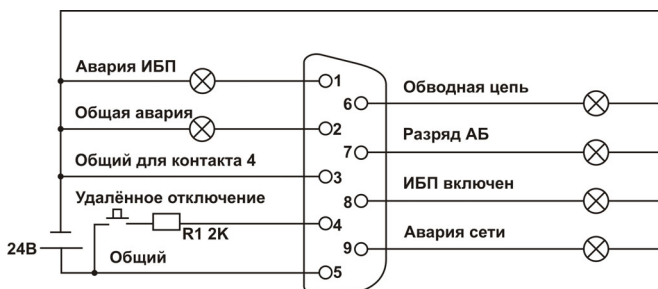 Авария ИБП
1
Общая авария
2
Общий для контакта 4
3
Удалённое отключение
R1 2K
4
24В
Общий
5
6
Обводная цепь
7
Разряд АБ
8
ИБП включен
9
Авария сети